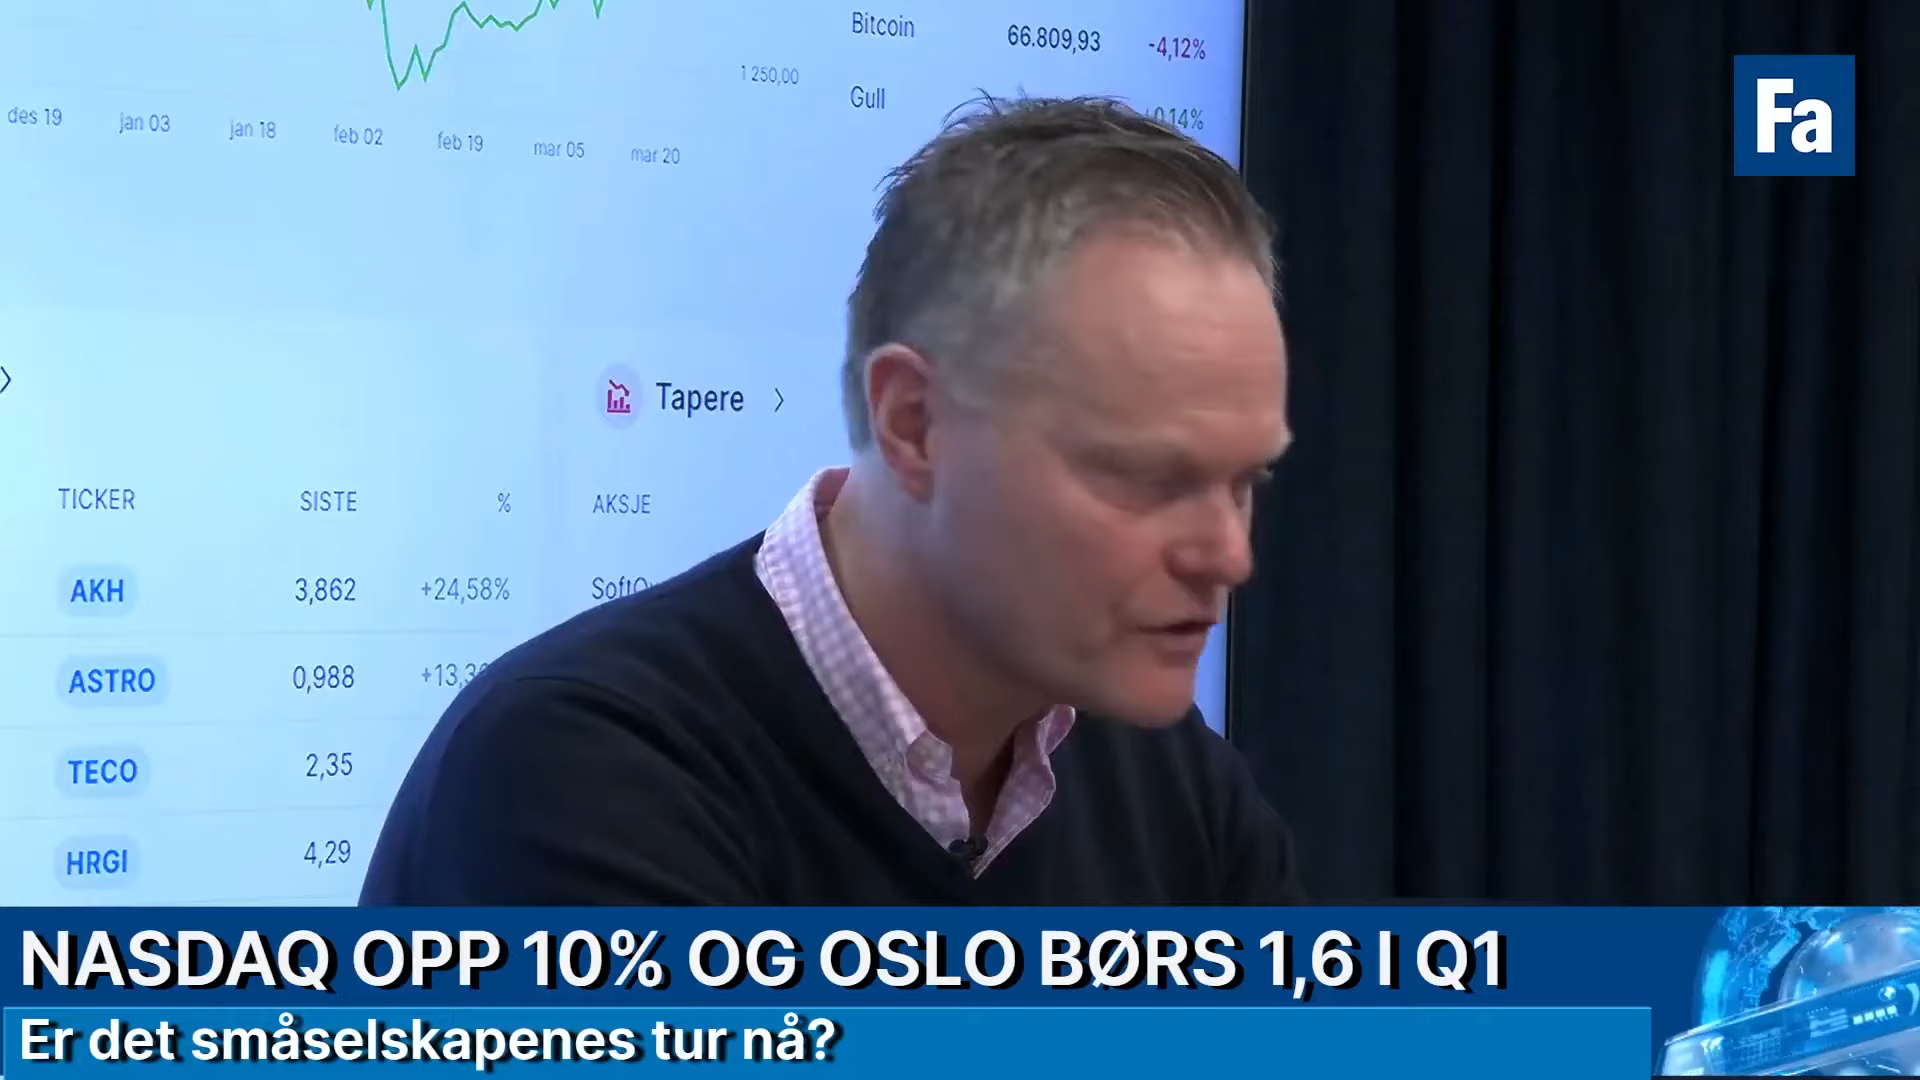 Bitcoin 66.809,93 -4,12%
1 250,00
Gull
des 19 jan 03 jan 18 feb 02 feb 19 mar 05 mar 20
Fa
Tapere
TICKER SISTE % AKSJE
AKH 3,862 +24,58%
ASTRO 0,988
TECO 2,35
HRGI 4,29
NASDAQ OPP 10% OG OSLO BØRS 1,6 I Q1
Er det småselskapenes tur nå?